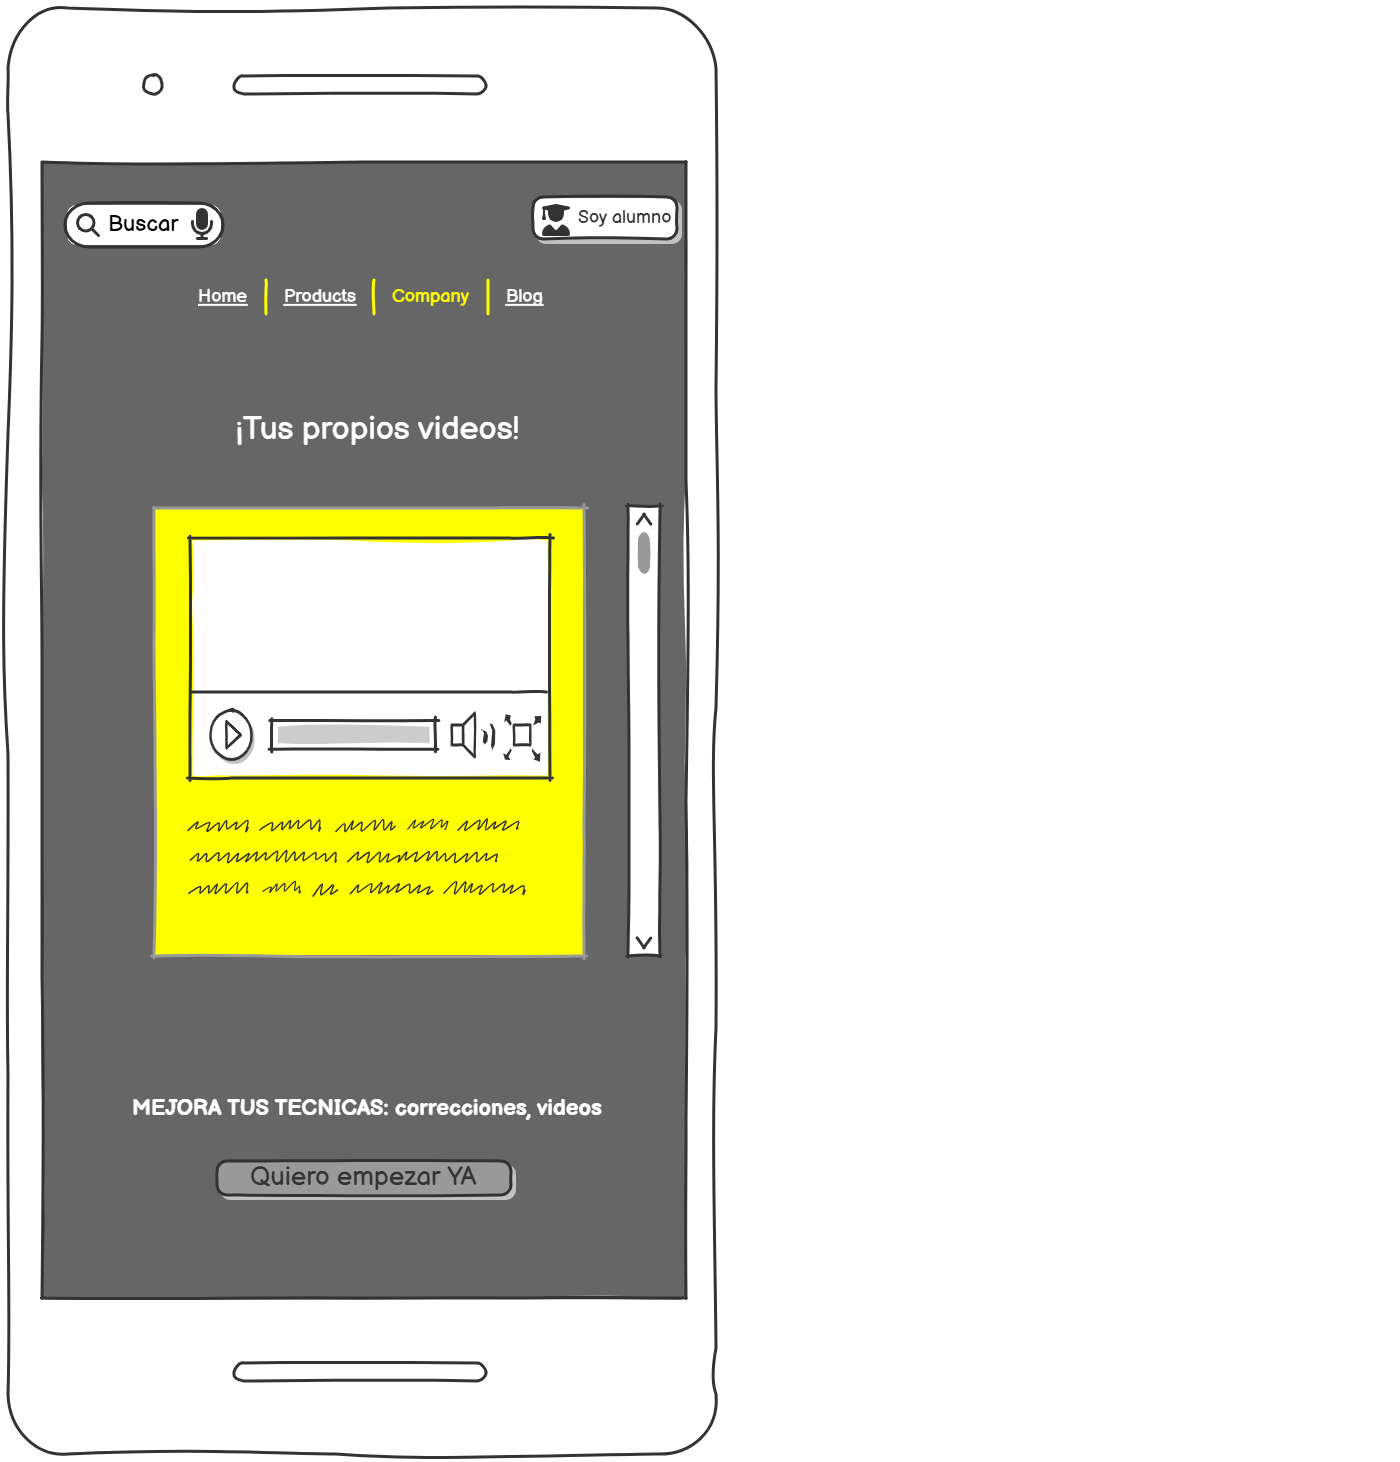 Buscar
Soy alumno
Home Products Company Blog
¡Tus propios videos!
MEJORA TUS TECNICAS: correcciones, videos
Quiero empezar YA